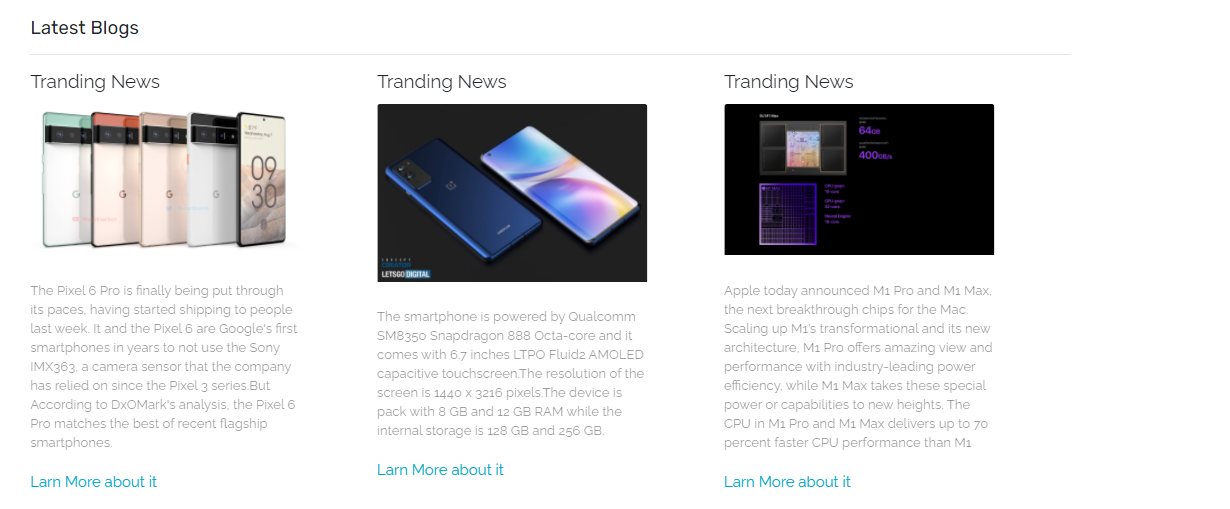 Latest Blogs
Tranding News
09
30
The Pixel 6 Pro is finally being put through
its paces, having started shipping to people
last week. It and the Pixel 6 are Google's first
smartphones in years to not use the Sony
IMX363, a camera sensor that the company
has relied on since the Pixel 3 series.But
According to DxOMark's analysis, the Pixel 6
Pro matches the best of recent flagship
smartphones.
Larn More about it
Tranding News
CREATOR
LETSGO DIGITAL
The smartphone is powered by Qualcomm
SM8350 Snapdragon 888 Octa-core and it
comes with 6.7 inches LTPO Fluid2 AMOLED
capacitive touchscreen.The resolution of the
screen is 1440 x 3216 pixels.The device is
pack with 8 GB and 12 GB RAM while the
internal storage is 128 GB and 256 GB.
Larn More about it
Tranding News
64GB
400GB/s
Apple today announced M1 Pro and M1 Max,
the next breakthrough chips for the Mac.
Scaling up M1's transformational and its new
architecture, M1 Pro offers amazing view and
performance with industry-leading power
efficiency, while M1 Max takes these special
power or capabilities to new heights. The
CPU in M1 Pro and M1 Max delivers up to 70
percent faster CPU performance than M1
Larn More about it